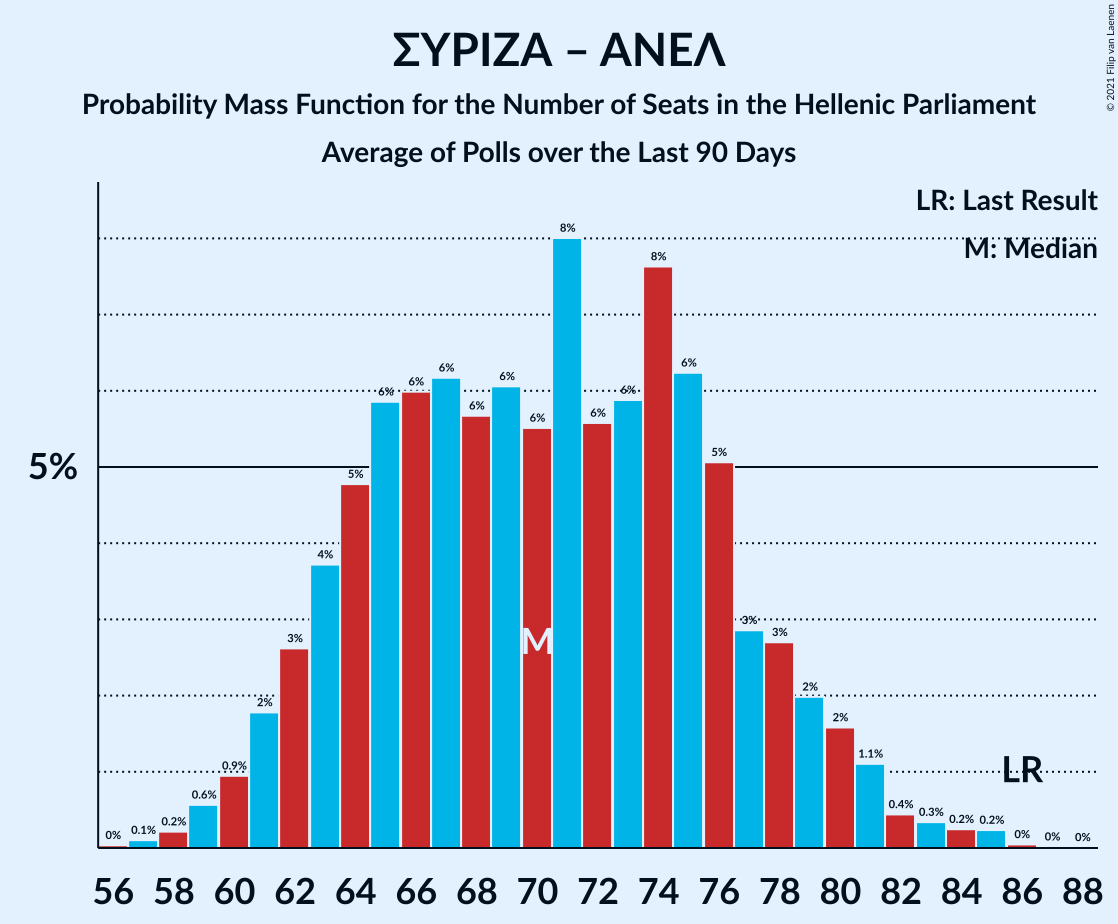 ΣΥΡΙΖΑ – ΑΝΕΛ
Probability Mass Function for the Number of Seats in the Hellenic Parliament
Average of Polls over the Last 90 Days
© 2021 Filip van Laenen
LR: Last Result
M: Median
5%
0% 0.1% 0.2% 0.6% 0.9% 2% 3% 4% 5% 6% 6% 6% 6% 6% 6% 8% 6% 6% 8% 6% 5% 3% 3% 2% 2% 1.1% 0.4% 0.3% 0.2% 0.2% 0% 0% 0%
M
LR
56 58 60 62 64 66 68 70 72 74 76 78 80 82 84 86 88